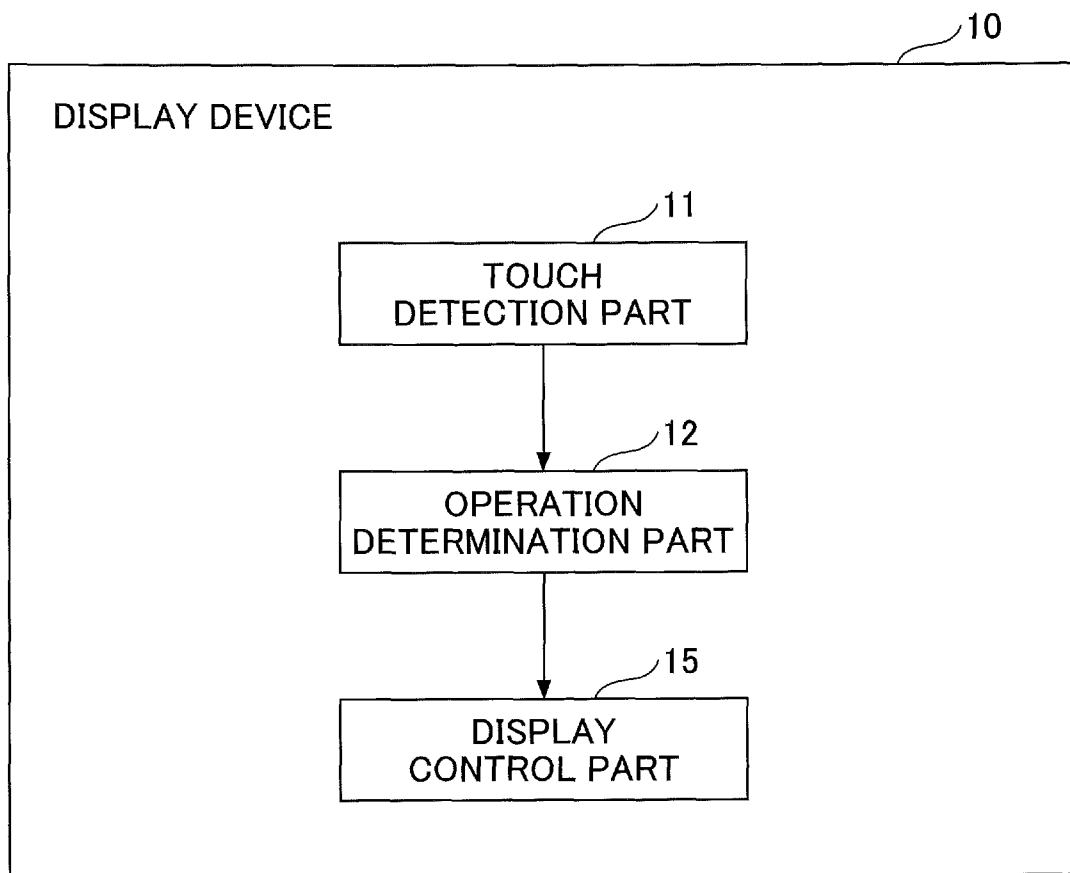 10
DISPLAY DEVICE
11
TOUCH
DETECTION PART
12
OPERATION
DETERMINATION PART
15
DISPLAY
CONTROL PART